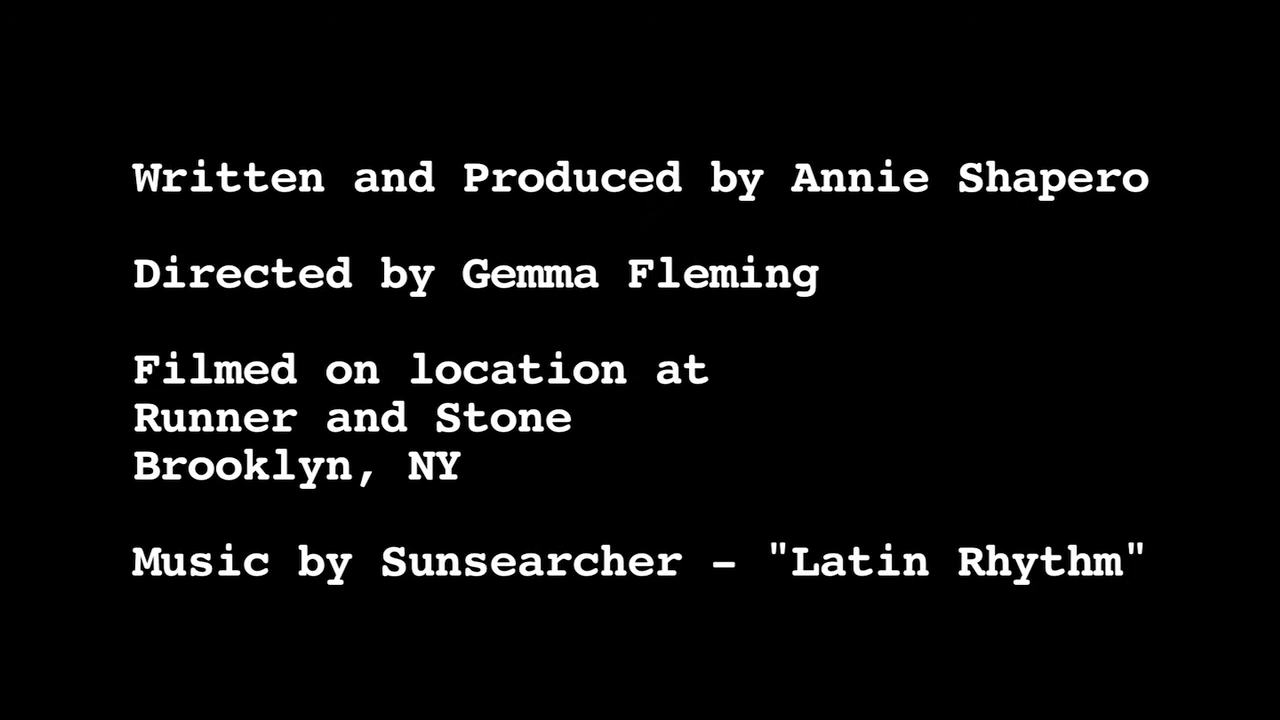 Written and Produced by Annie Shapero
Directed by Gemma Fleming
Filmed on location at
Runner and Stone
Brooklyn, NY
Music by Sunsearcher – "Latin Rhythm"